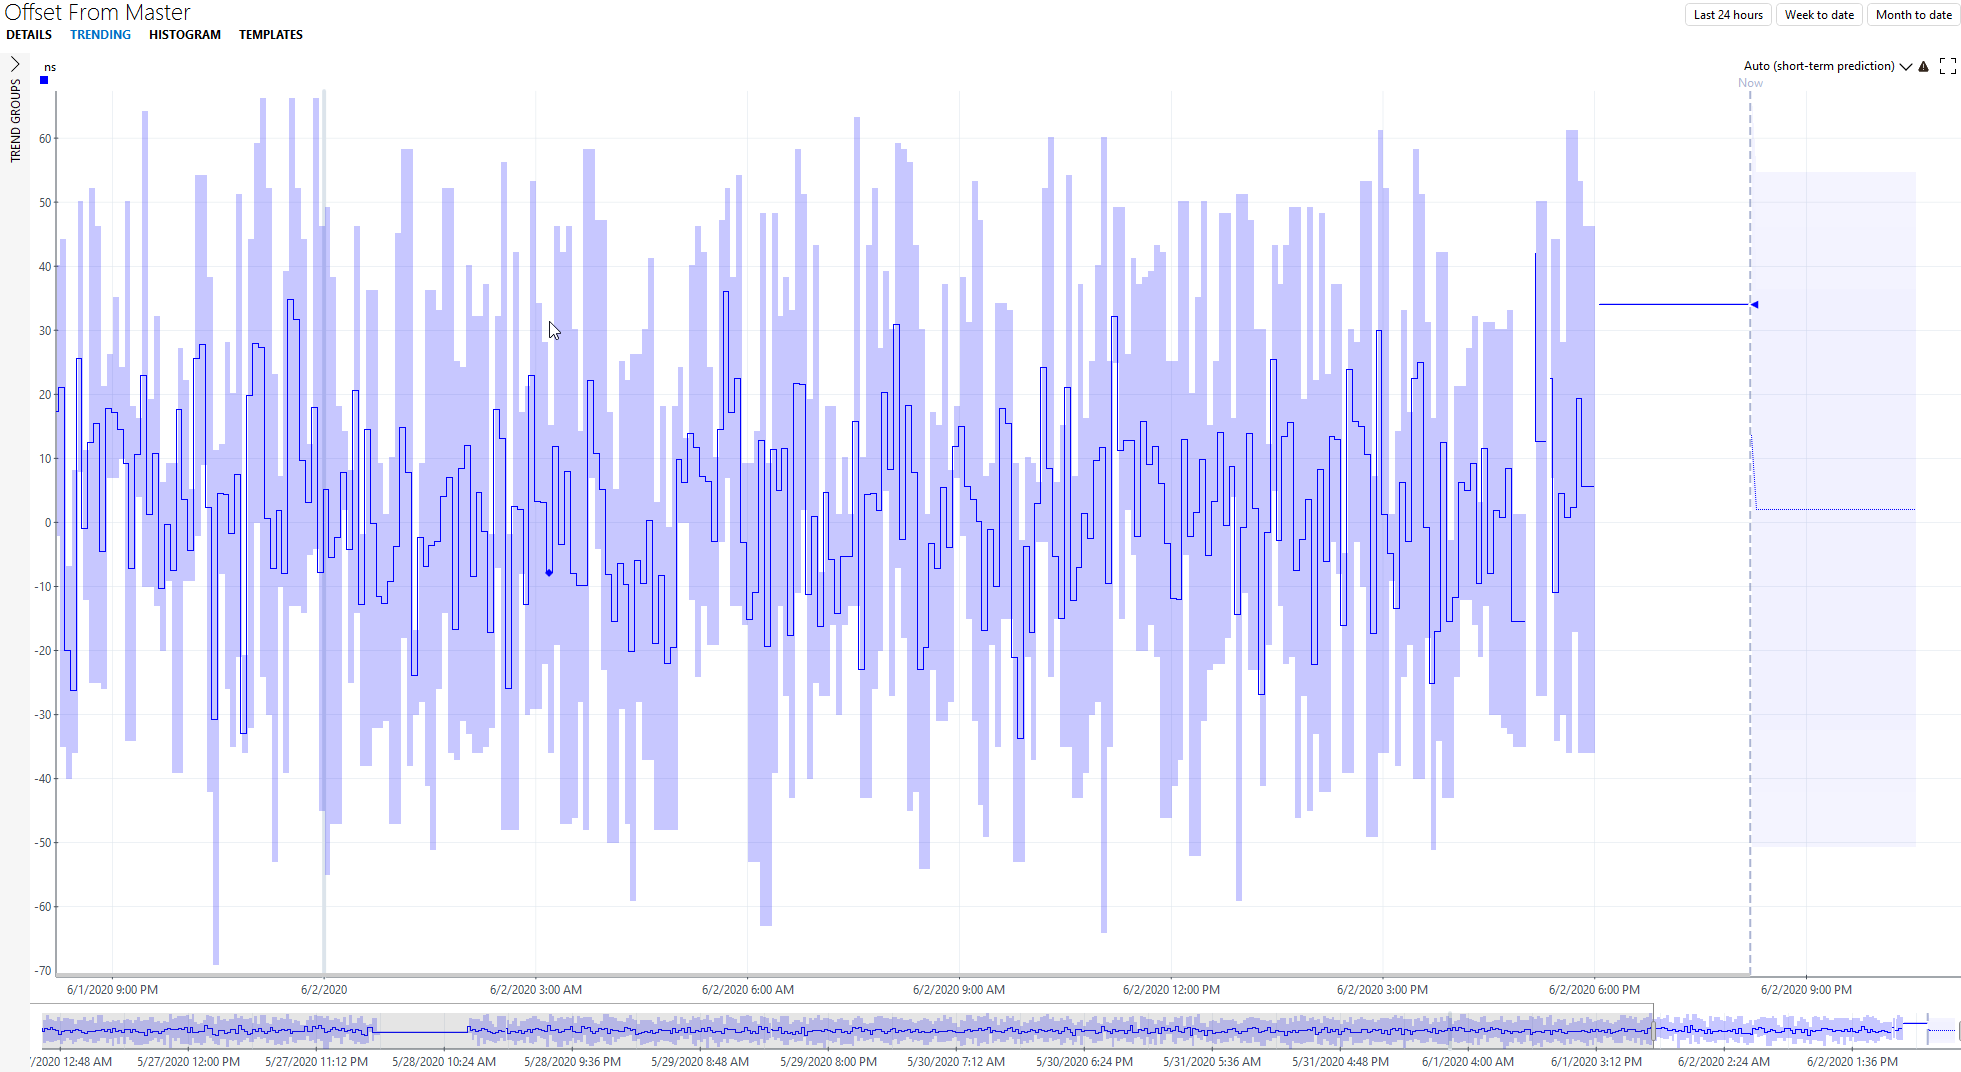 Offset From Master
Last 24 hours
Week to date
Month to date
DETAILS
TRENDING
HISTOGRAM
TEMPLATES
TREND GROUPS
ns
Auto (short-term prediction)
Now
60
50
40
30
20
10
0
-10
-20
-30
-40
-50
-60
-70
6/1/2020 9:00 PM
6/2/2020
6/2/2020 3:00 AM
6/2/2020 6:00 AM
6/2/2020 9:00 AM
6/2/2020 12:00 PM
6/2/2020 3:00 PM
6/2/2020 6:00 PM
6/2/2020 9:00 PM
/2020 12:48 AM
5/27/2020 12:00 PM
5/27/2020 11:12 PM
5/28/2020 10:24 AM
5/28/2020 9:36 PM
5/29/2020 8:48 AM
5/29/2020 8:00 PM
5/30/2020 7:12 AM
5/30/2020 6:24 PM
5/31/2020 5:36 AM
5/31/2020 4:48 PM
6/1/2020 4:00 AM
6/1/2020 3:12 PM
6/2/2020 2:24 AM
6/2/2020 1:36 PM